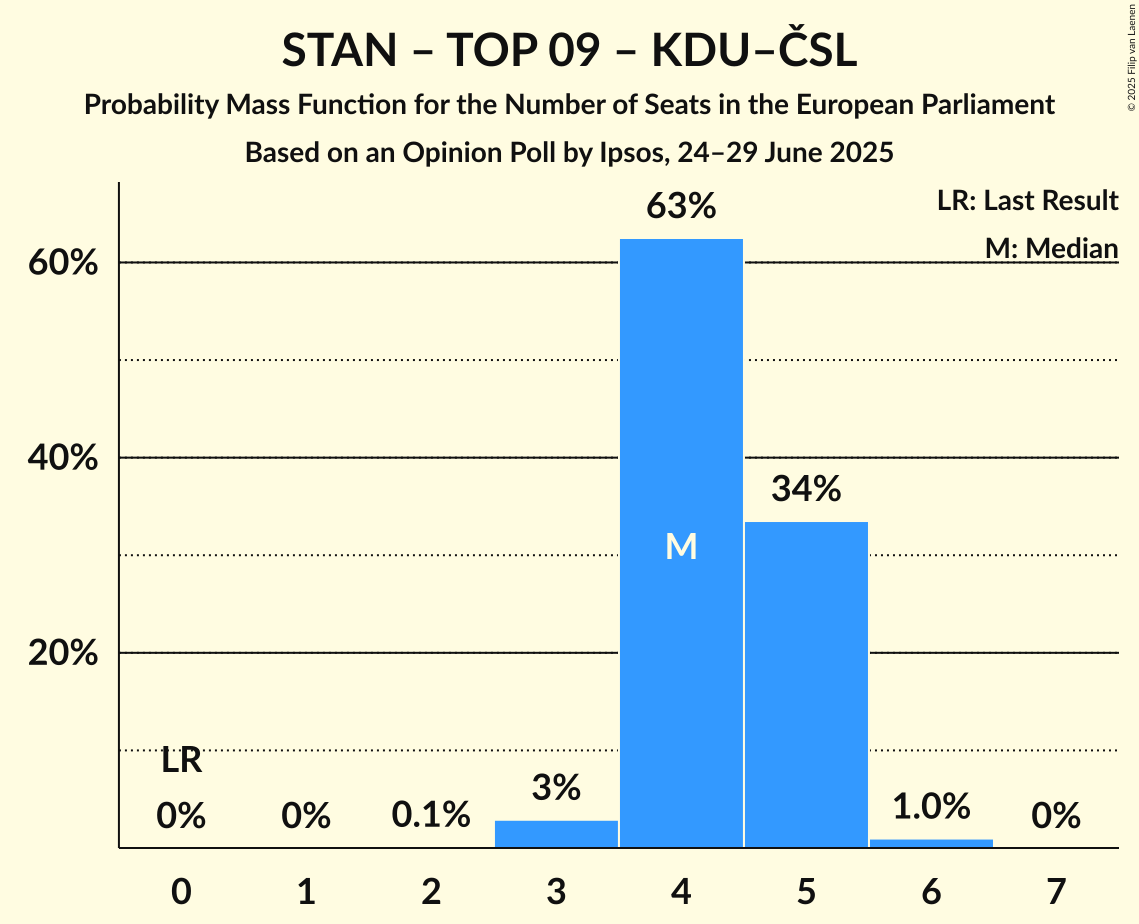 STAN – TOP 09 – KDU–ČSL
Probability Mass Function for the Number of Seats in the European Parliament
Based on an Opinion Poll by Ipsos, 24–29 June 2025
© 2025 Filip van Laenen
LR: Last Result
M: Median
60%
40%
20%
63%
34%
M
LR
0%
0%
0.1%
3%
1.0%
0%
0 1 2 3 4 5 6 7